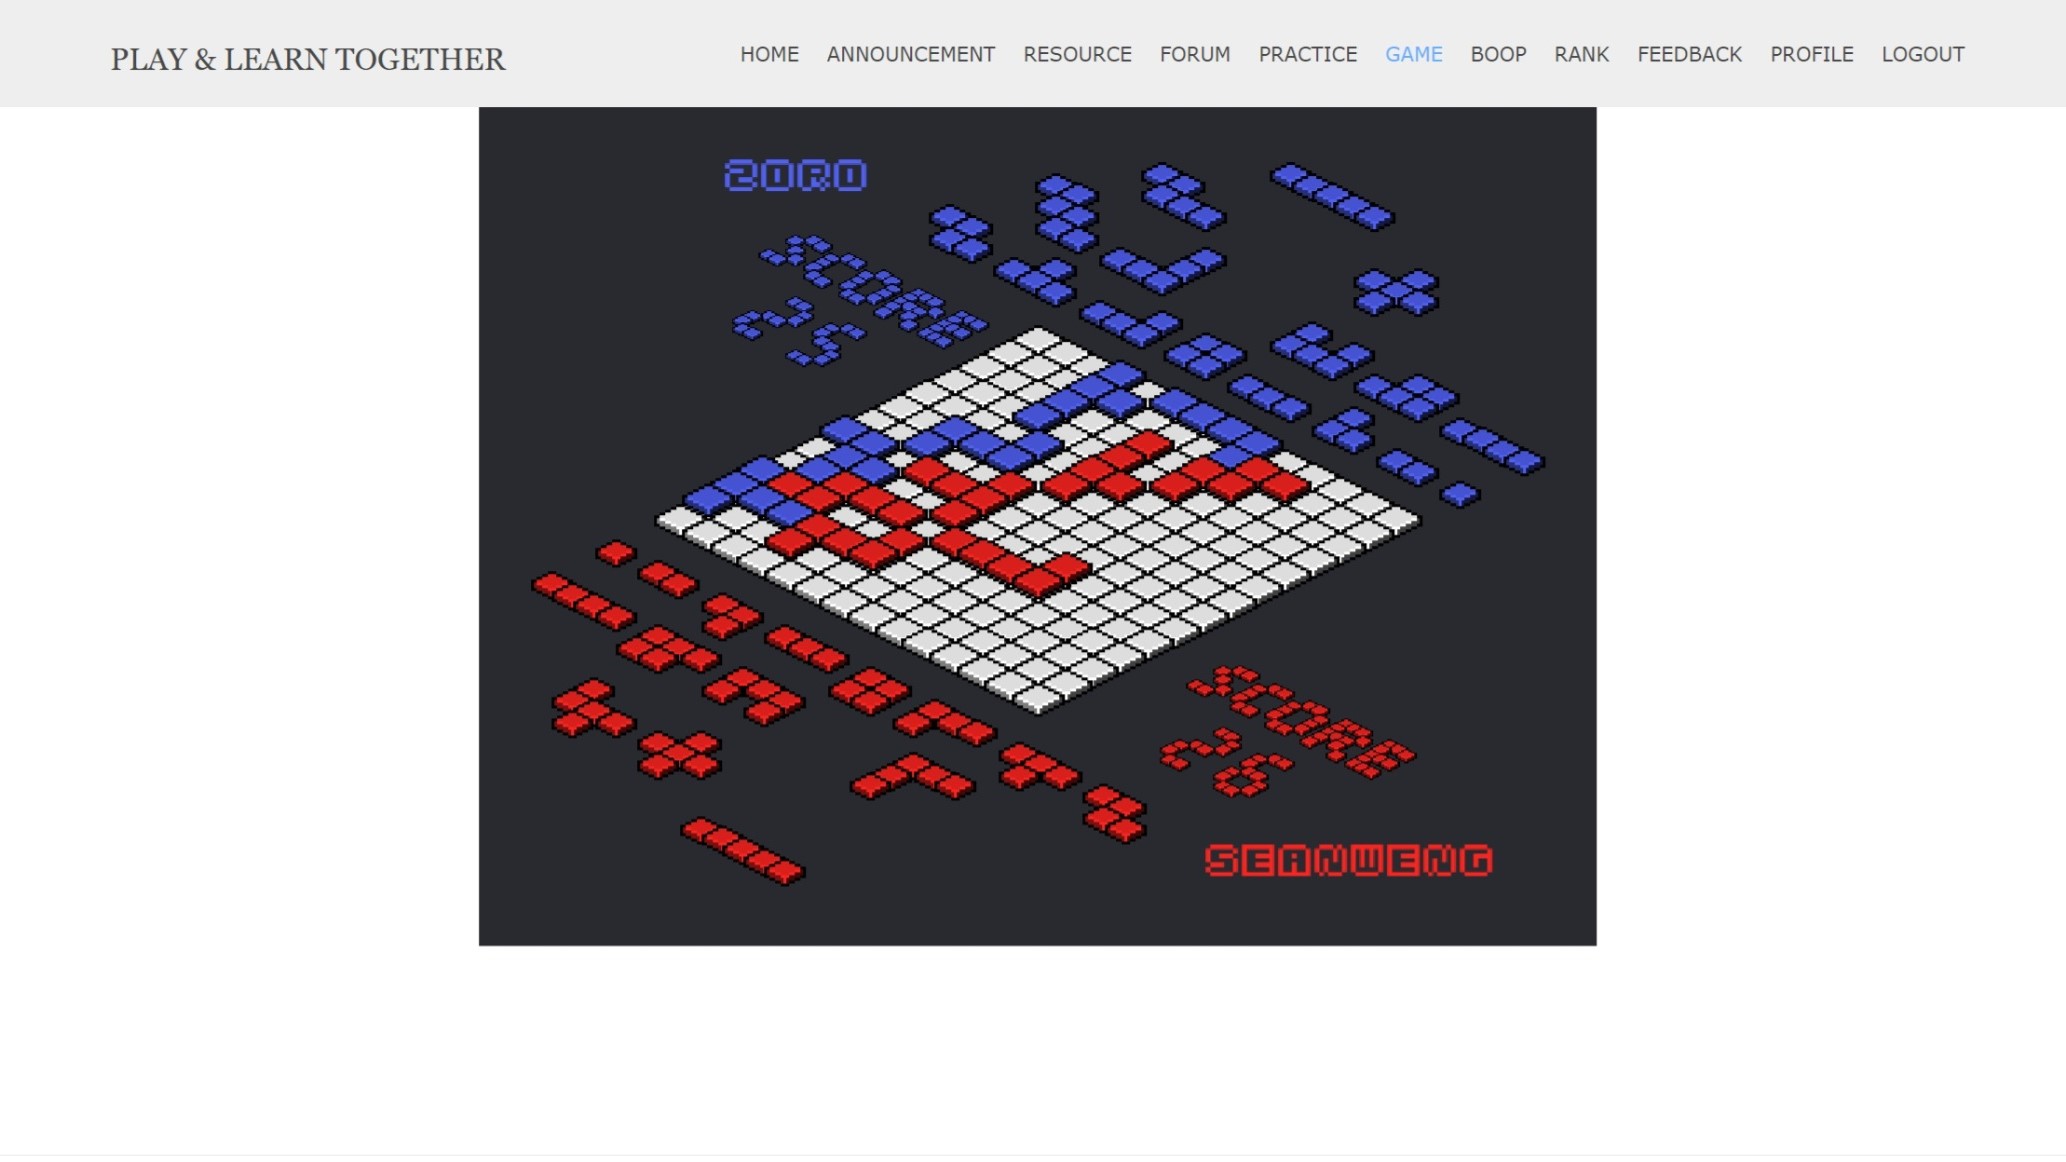 PLAY & LEARN TOGETHER
HOME ANNOUNCEMENT RESOURCE FORUM PRACTICE GAME BOOP RANK FEEDBACK PROFILE LOGOUT
ZORO
SCORE
25
SCORE
26
SEANWENG